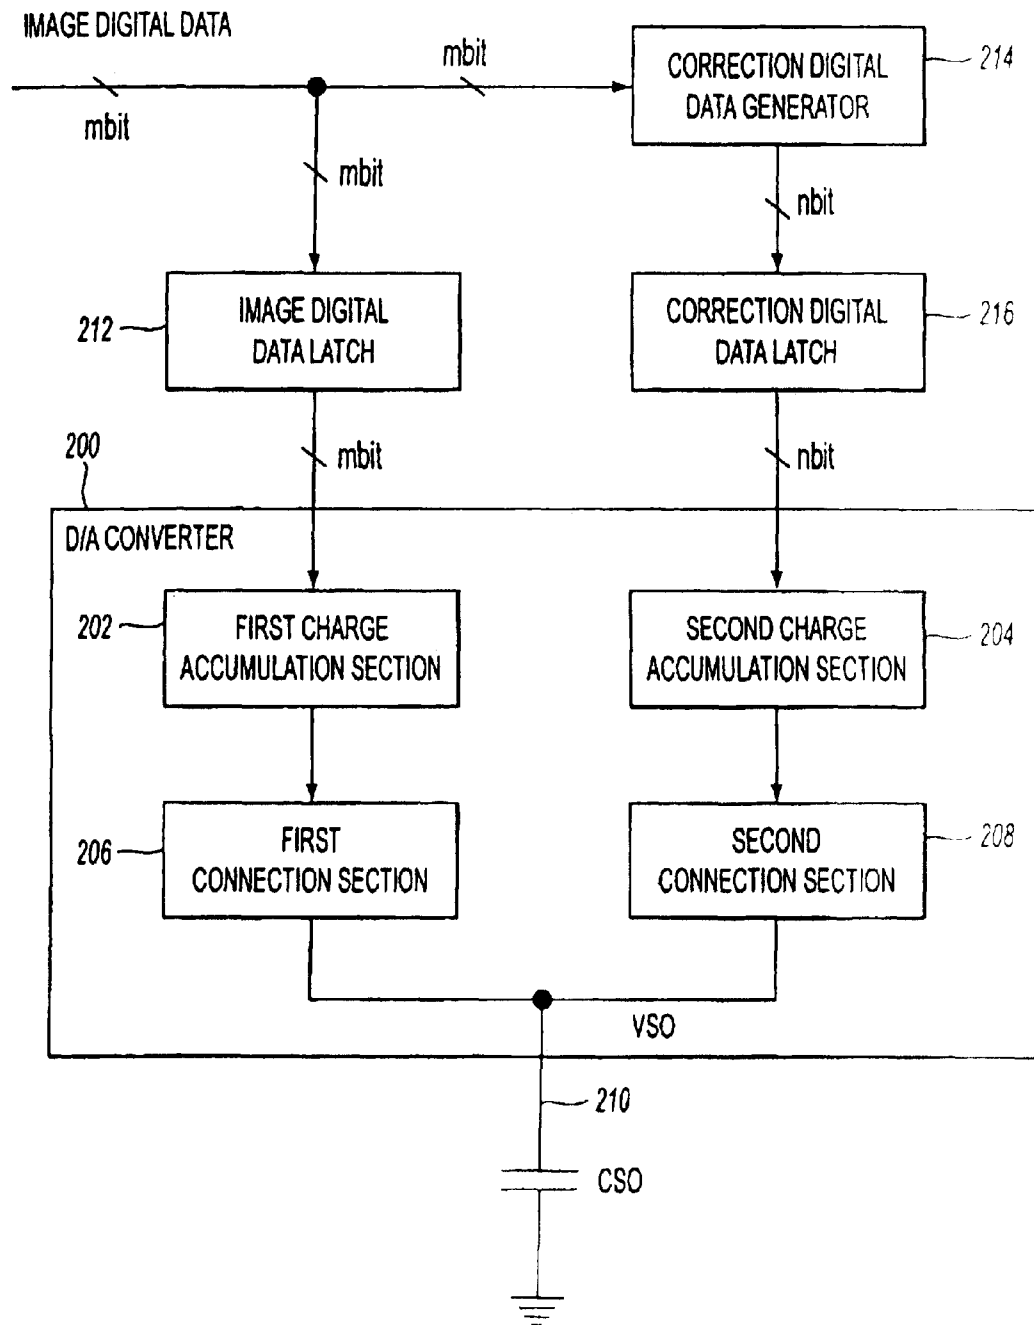 IMAGE DIGITAL DATA
mbit
mbit
CORRECTION DIGITAL
DATA GENERATOR
214
mbit
nbit
212
IMAGE DIGITAL
DATA LATCH
CORRECTION DIGITAL
DATA LATCH
216
200
mbit
nbit
D/A CONVERTER
202
FIRST CHARGE
ACCUMULATION SECTION
SECOND CHARGE
ACCUMULATION SECTION
204
206
FIRST
CONNECTION SECTION
SECOND
CONNECTION SECTION
208
VSO
210
CSO